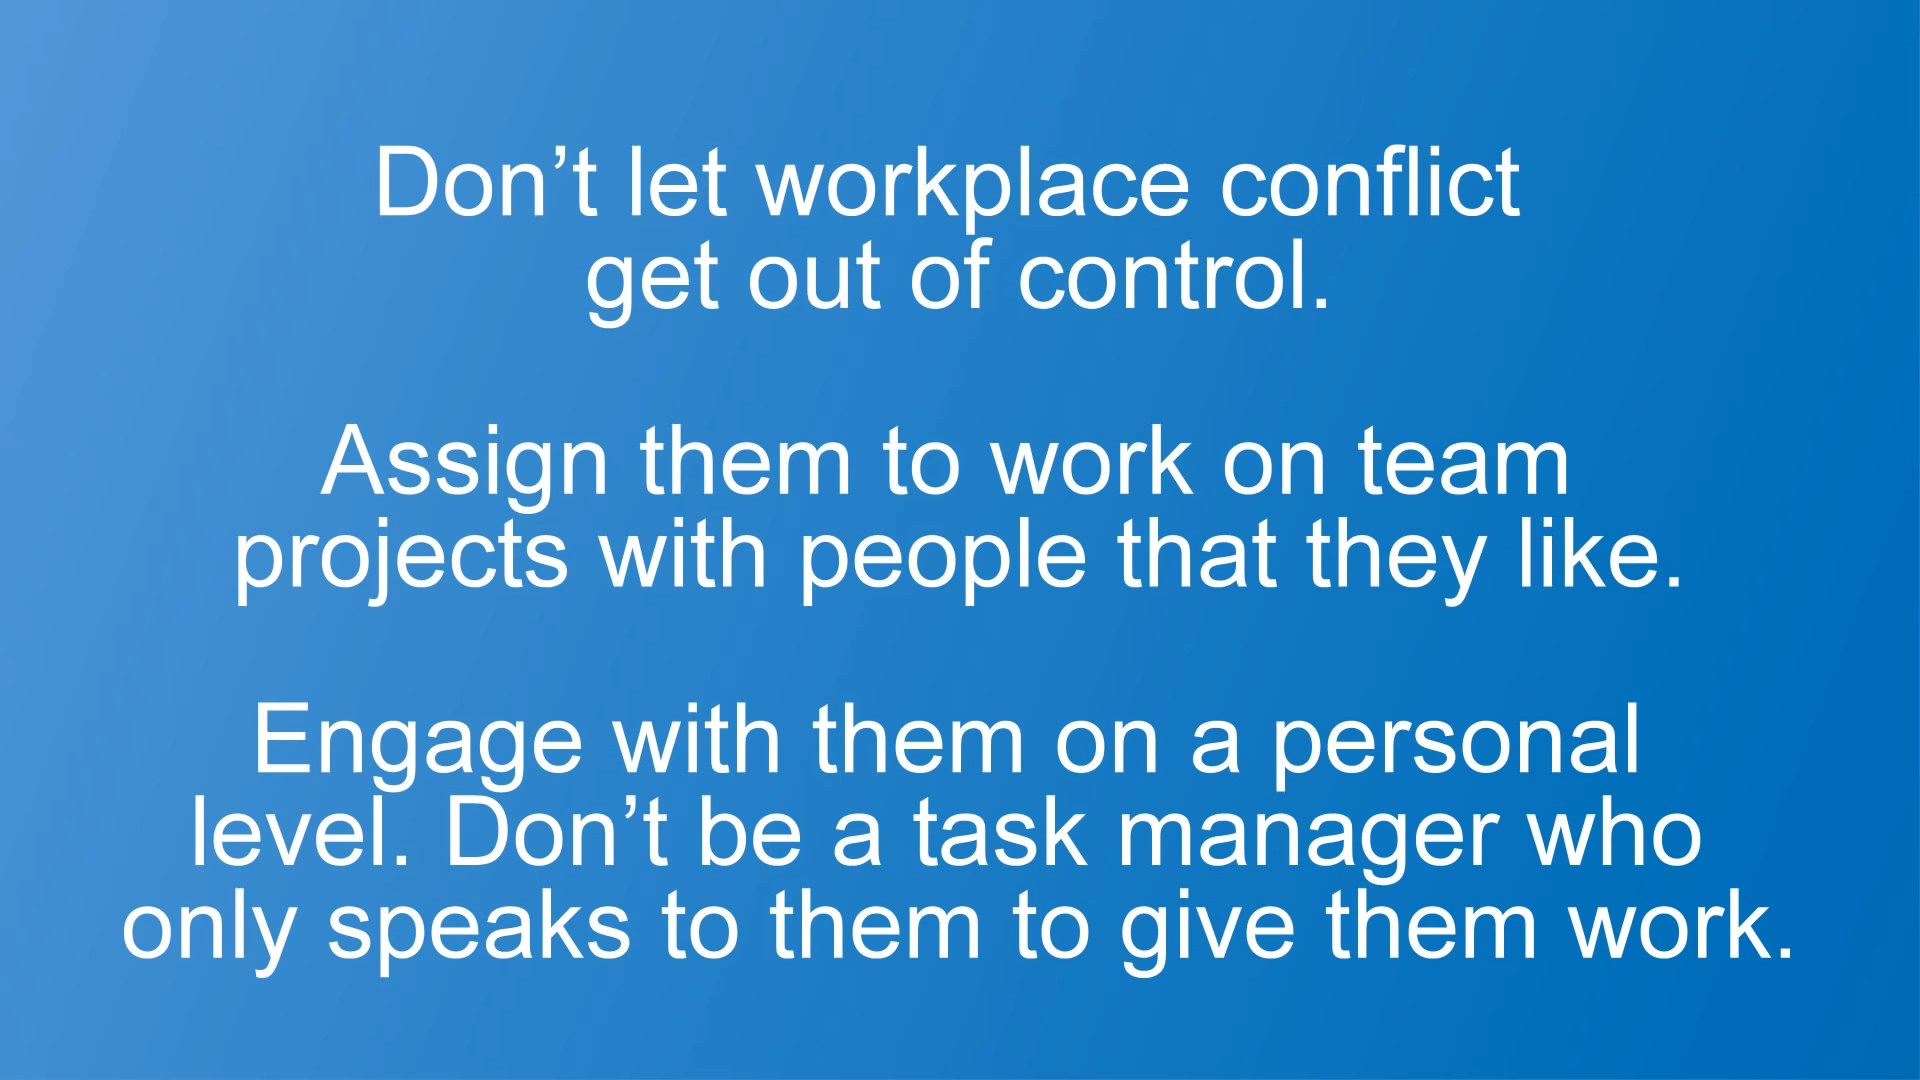 Don’t let workplace conflict
get out of control.
Assign them to work on team
projects with people that they like.
Engage with them on a personal
level. Don’t be a task manager who
only speaks to them to give them work.